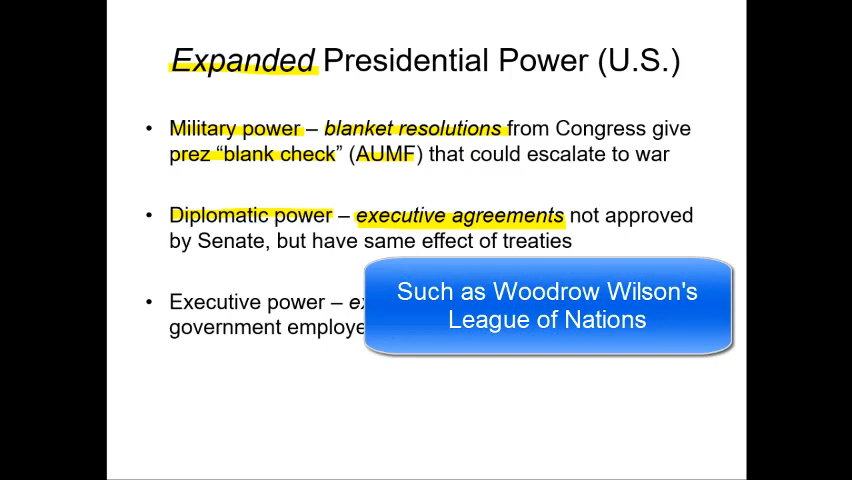 Expanded Presidential Power (U.S.)
• Military power – blanket resolutions from Congress give
prez “blank check” (AUMF) that could escalate to war
• Diplomatic power – executive agreements not approved
by Senate, but have same effect of treaties
Such as Woodrow Wilson's
League of Nations
• Executive power –
government